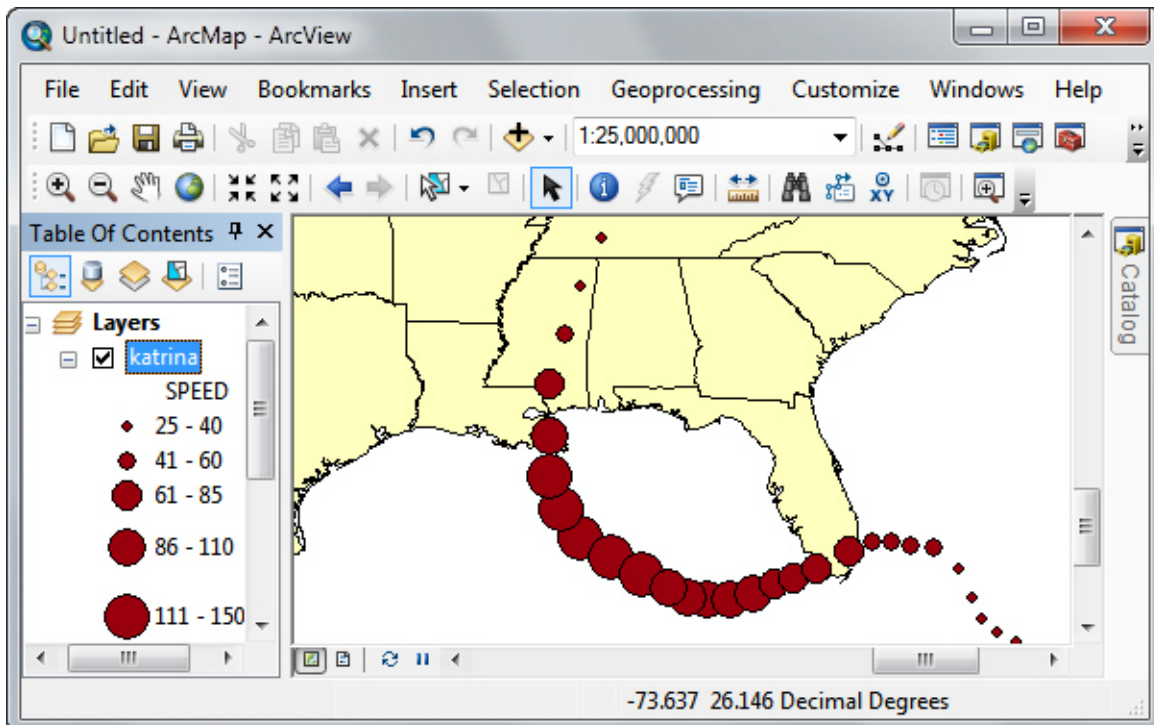 Untitled - ArcMap - ArcView
File Edit View Bookmarks Insert Selection Geoprocessing Customize Windows Help
1:25,000,000
XY
Table Of Contents
Catalog
Layers
katrina
SPEED
25 - 40
41 - 60
61 - 85
86 - 110
111 - 150
-73.637 26.146 Decimal Degrees